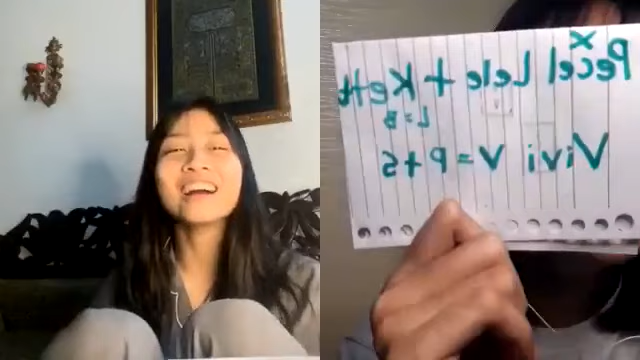 x
Pecel Lele +
L = B
Vivi V = P + S